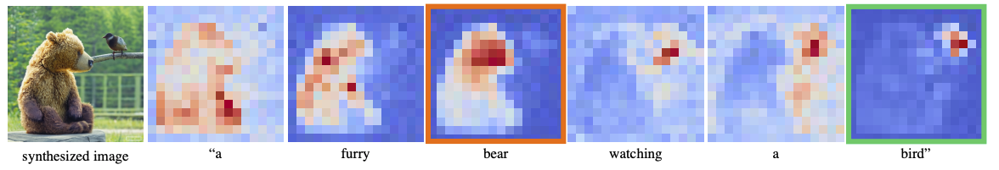 synthesized image “a furry bear watching a bird”